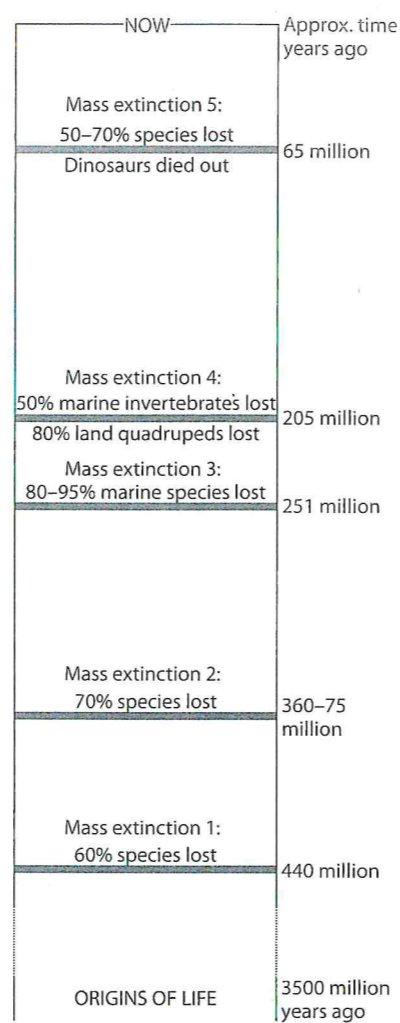 NOW
Approx. time
years ago
Mass extinction 5:
50–70% species lost
65 million
Dinosaurs died out
Mass extinction 4:
50% marine invertebrates lost
205 million
80% land quadrupeds lost
Mass extinction 3:
80–95% marine species lost
251 million
Mass extinction 2:
70% species lost
360–75
million
Mass extinction 1:
60% species lost
440 million
ORIGINS OF LIFE
3500 million
years ago